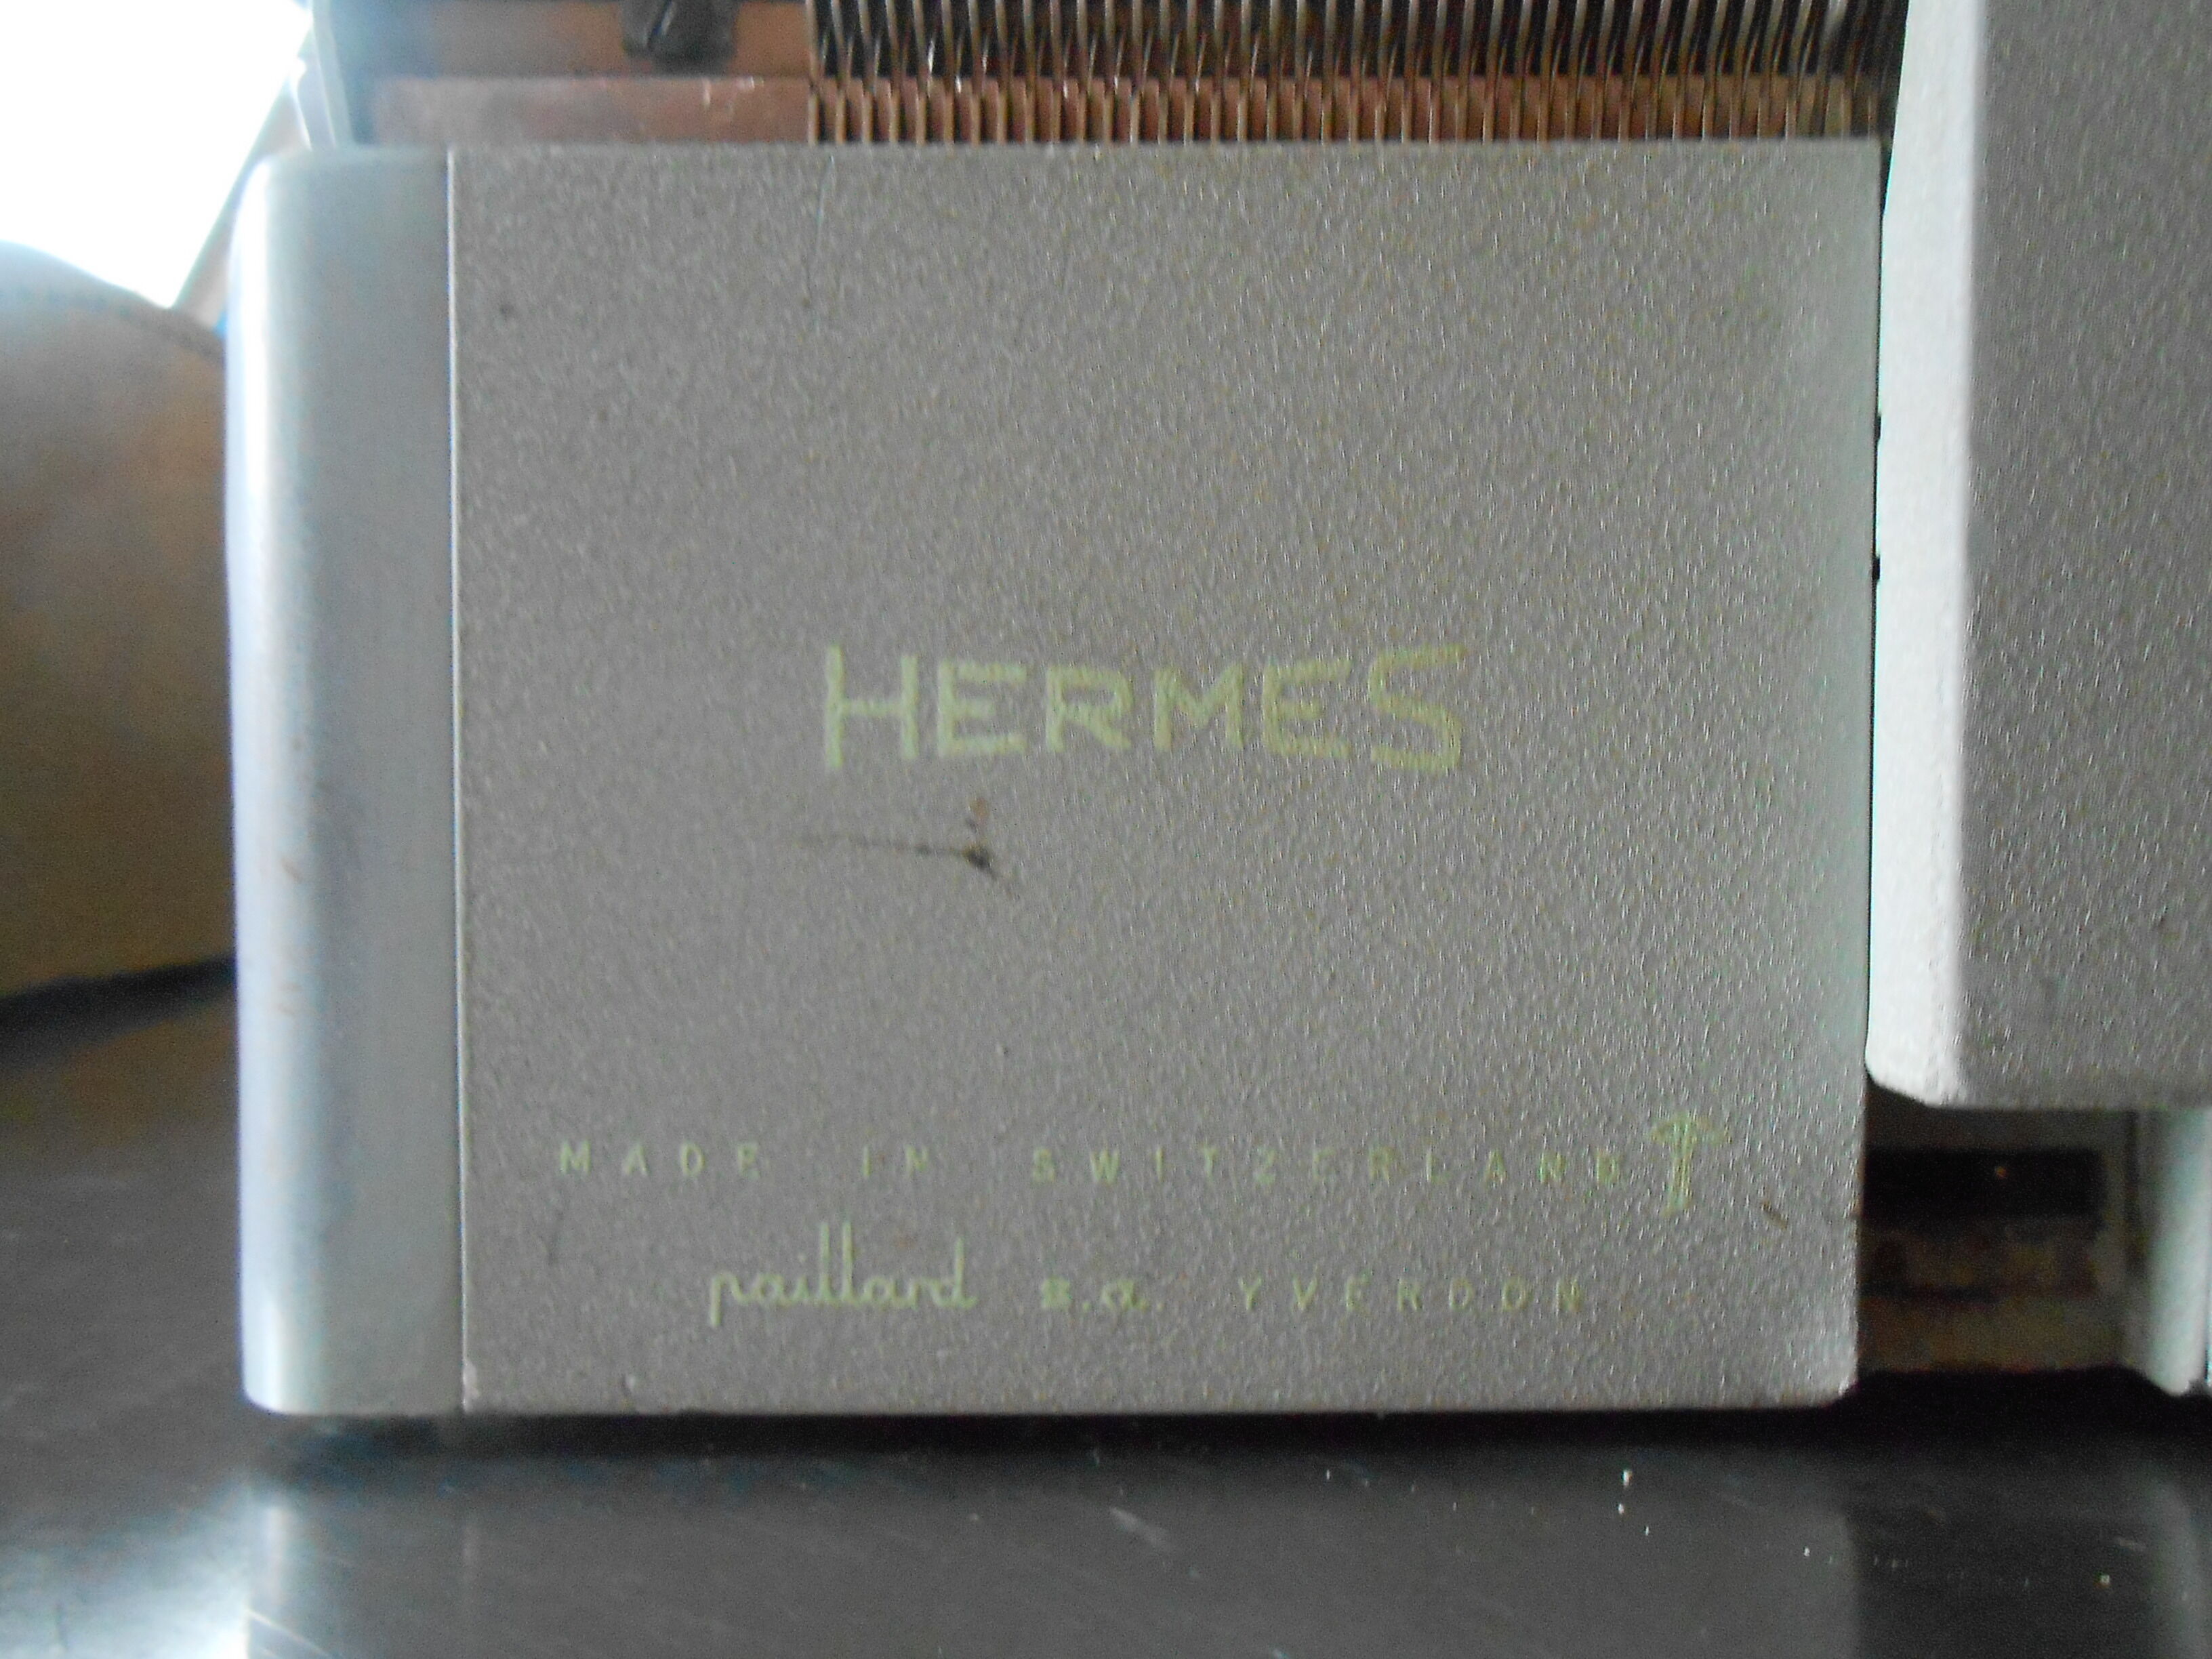 HERMES
MADE IN SWITZERLAND
paillard s.a. YVERDON